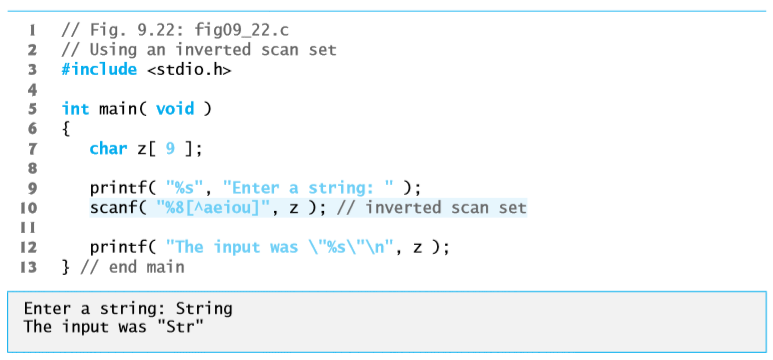 1 // Fig. 9.22: fig09_22.c
2 // Using an inverted scan set
3 #include <stdio.h>
4
5 int main( void )
6 {
7 char z[ 9 ];
8
9 printf( "%s", "Enter a string: " );
10 scanf( "%8[^aeiou]", z ); // inverted scan set
11
12 printf( "The input was \"%s\"\n", z );
13 } // end main
Enter a string: String
The input was "Str"